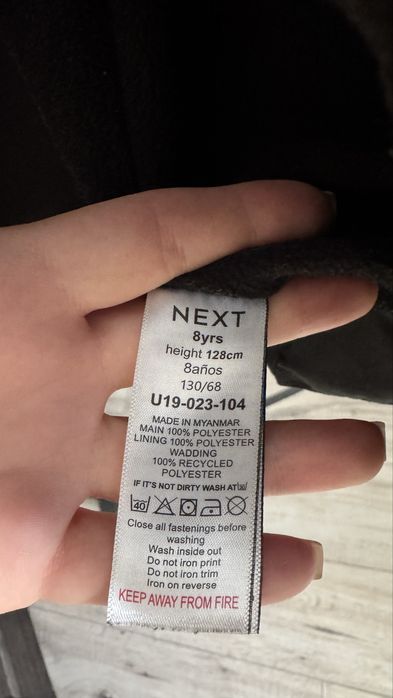 NEXT
8yrs
height 128cm
8años
130/68
U19-023-104
MADE IN MYANMAR
MAIN 100% POLYESTER
LINING 100% POLYESTER
WADDING
100% RECYCLED
POLYESTER
IF IT'S NOT DIRTY WASH AT
40
Close all fastenings before
washing
Wash inside out
Do not iron print
Do not iron trim
Iron on reverse
KEEP AWAY FROM FIRE